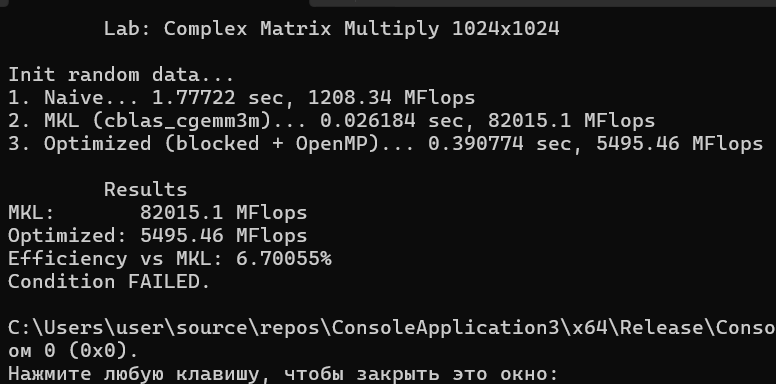 Lab: Complex Matrix Multiply 1024x1024
Init random data...
1. Naive... 1.77722 sec, 1208.34 MFlops
2. MKL (cblas_cgemm3m)... 0.026184 sec, 82015.1 MFlops
3. Optimized (blocked + OpenMP)... 0.390774 sec, 5495.46 MFlops
Results
MKL: 82015.1 MFlops
Optimized: 5495.46 MFlops
Efficiency vs MKL: 6.70055%
Condition FAILED.
C:\Users\user\source\repos\ConsoleApplication3\x64\Release\Conso
ом 0 (0x0).
Нажмите любую клавишу, чтобы закрыть это окно: